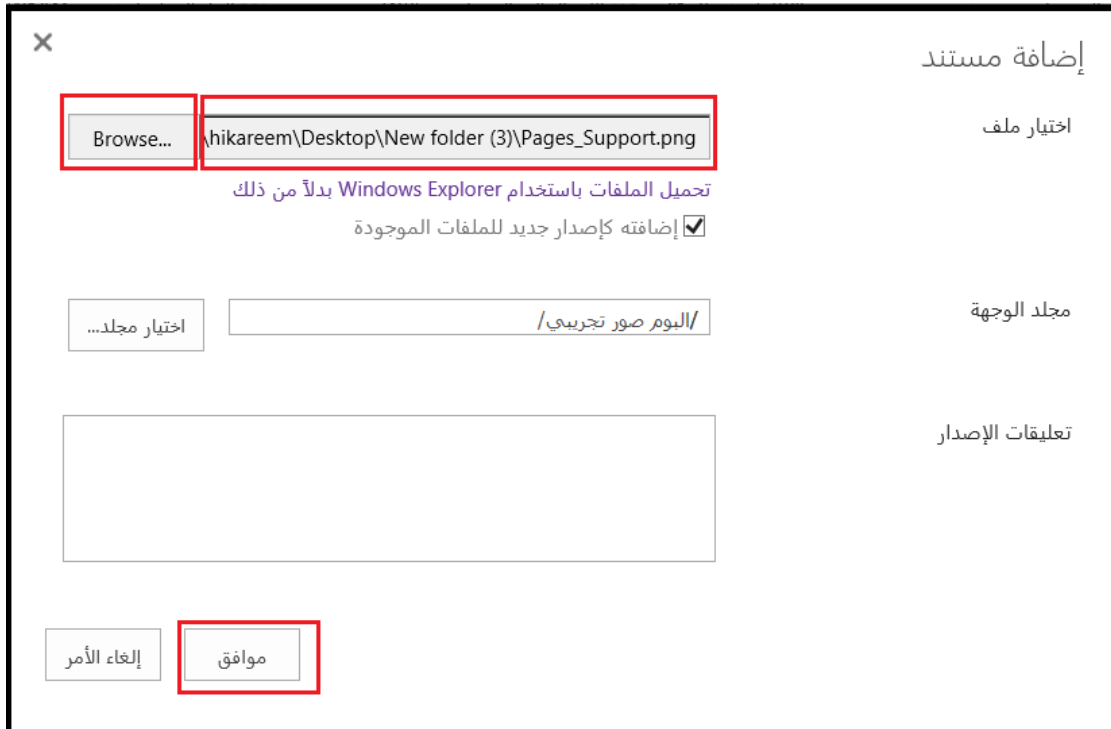 إضافة مستند
اختيار ملف
\hikareem\Desktop\New folder (3)\Pages_Support.png
Browse...
تحميل الملفات باستخدام Windows Explorer بدلاً من ذلك
إضافته كإصدار جديد للملفات الموجودة
مجلد الوجهة
/البوم صور تجريبي/
اختيار مجلد...
تعليقات الإصدار
موافق
إلغاء الأمر